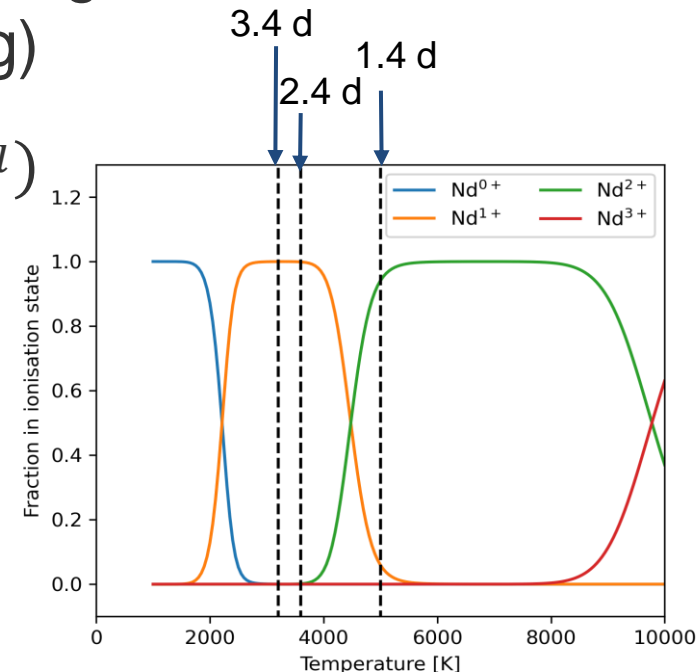 g)
3.4 d
1.4 d
2.4 d
l)
Nd0+ Nd2+
Nd1+ Nd3+
1.2
1.0
0.8
0.6
0.4
0.2
0.0
Fraction in ionisation state
0 2000 4000 6000 8000 10000
Temperature [K]